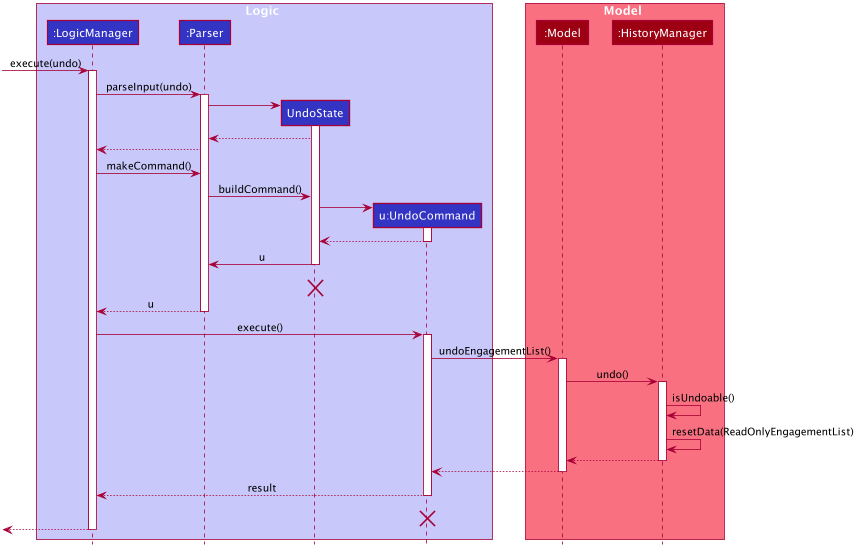 Logic
Model
:LogicManager
:Parser
:Model
:HistoryManager
execute(undo)
parseInput(undo)
UndoState
makeCommand()
buildCommand()
u:UndoCommand
u
u
execute()
undoEngagementList()
undo()
isUndoable()
resetData(ReadOnlyEngagementList)
result